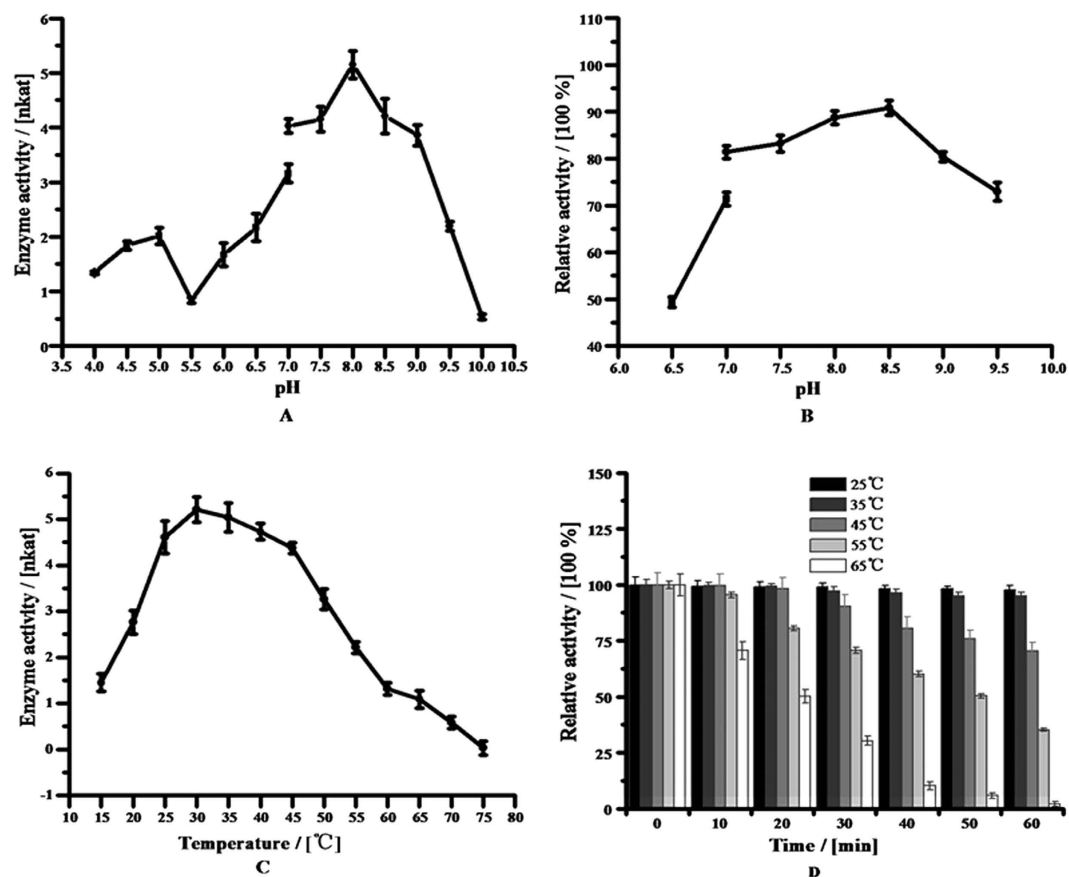 6
5
4
3
2
1
0
Enzyme activity / [nkat]
3.5 4.0 4.5 5.0 5.5 6.0 6.5 7.0 7.5 8.0 8.5 9.0 9.5 10.0 10.5
pH
A
110
100
90
80
70
60
50
40
Relative activity / [100 %]
6.0 6.5 7.0 7.5 8.0 8.5 9.0 9.5 10.0
pH
B
6
5
4
3
2
1
0
-1
Enzyme activity / [nkat]
10 15 20 25 30 35 40 45 50 55 60 65 70 75 80
Temperature / [℃]
C
150
125
100
75
50
25
0
Relative activity / [100 %]
25℃
35℃
45℃
55℃
65℃
0 10 20 30 40 50 60
Time / [min]
D